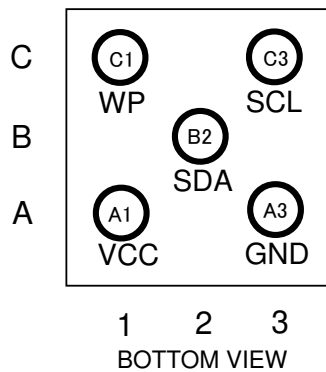 C C1 C3
WP SCL
B B2
SDA
A A1 A3
VCC GND
1 2 3
BOTTOM VIEW